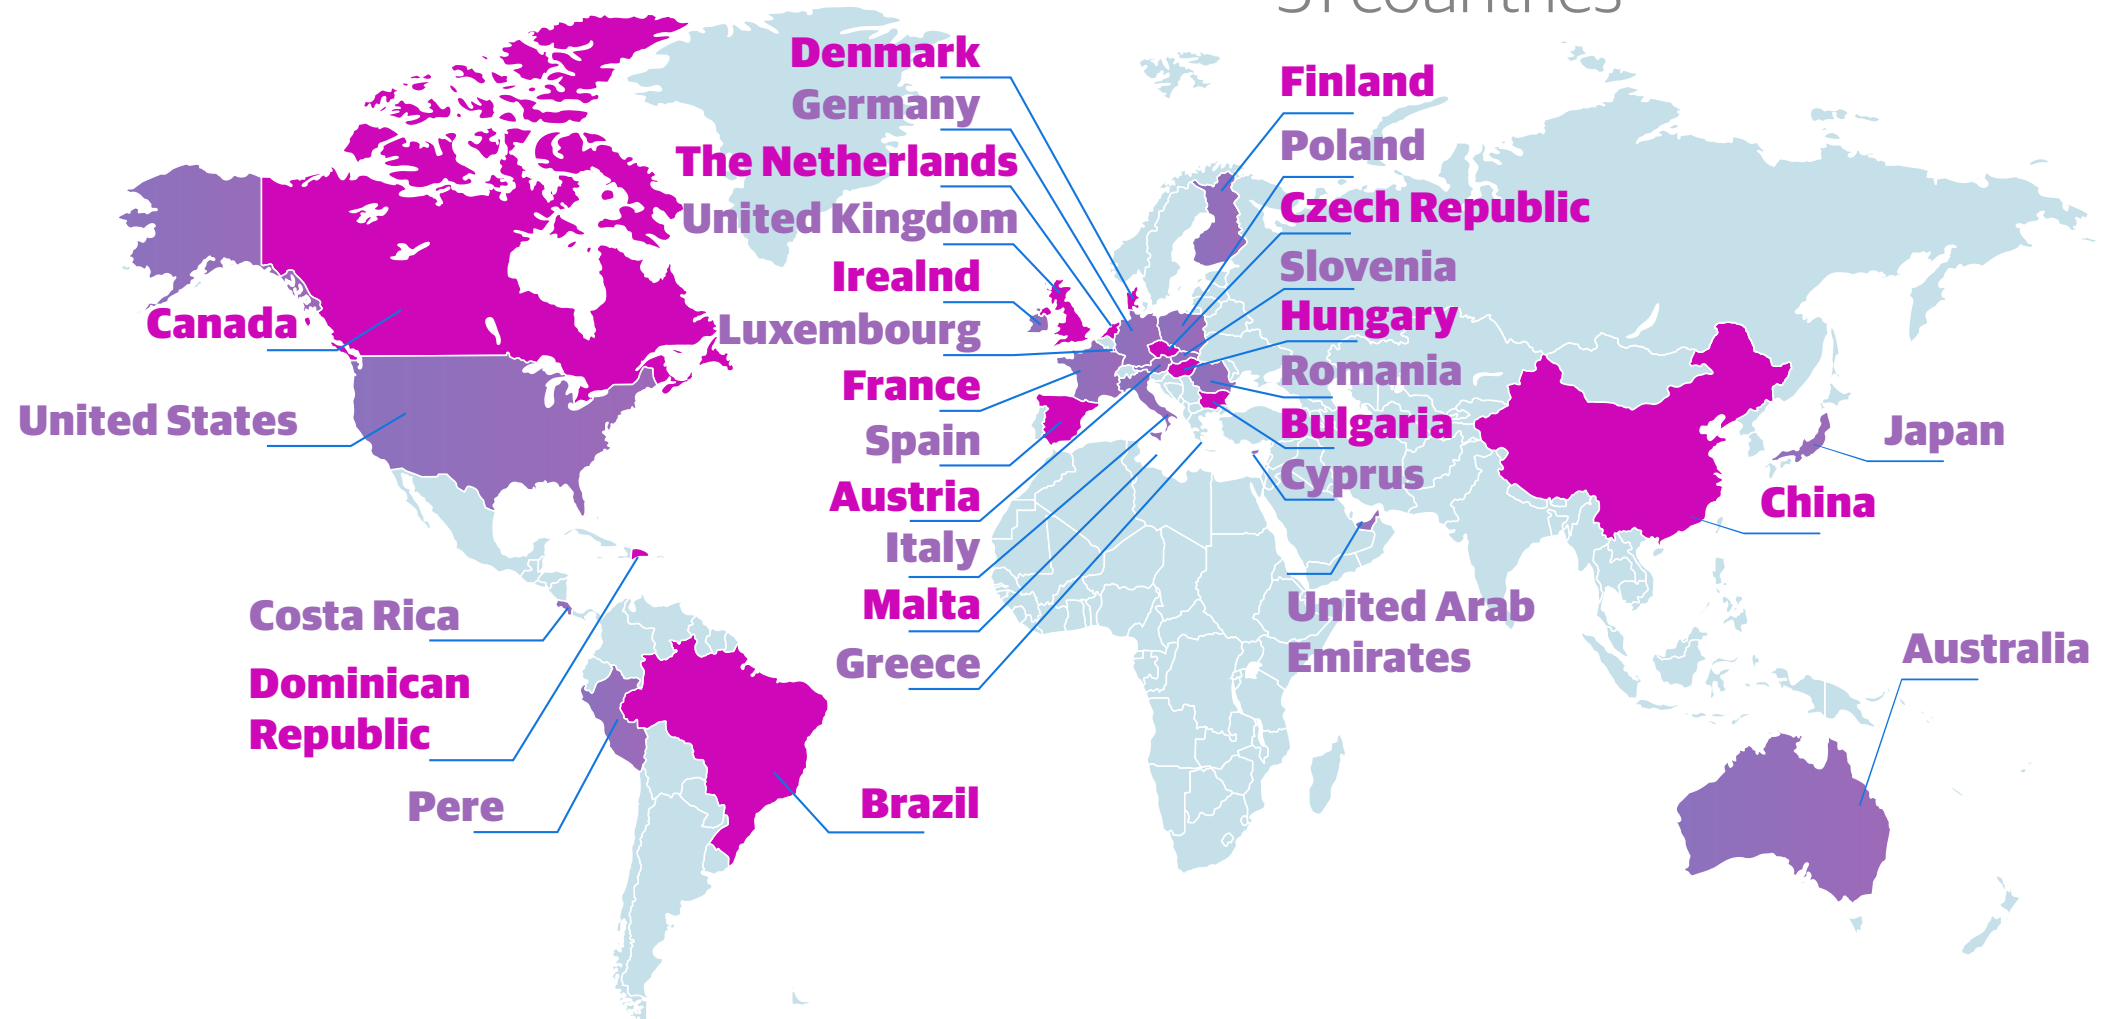 31 countries
Denmark
Germany
The Netherlands
United Kingdom
Irealnd
Luxembourg
France
Spain
Austria
Italy
Malta
Greece
Finland
Poland
Czech Republic
Slovenia
Hungary
Romania
Bulgaria
Cyprus
United Arab
Emirates
Canada
United States
Costa Rica
Dominican
Republic
Pere
Brazil
Japan
China
Australia